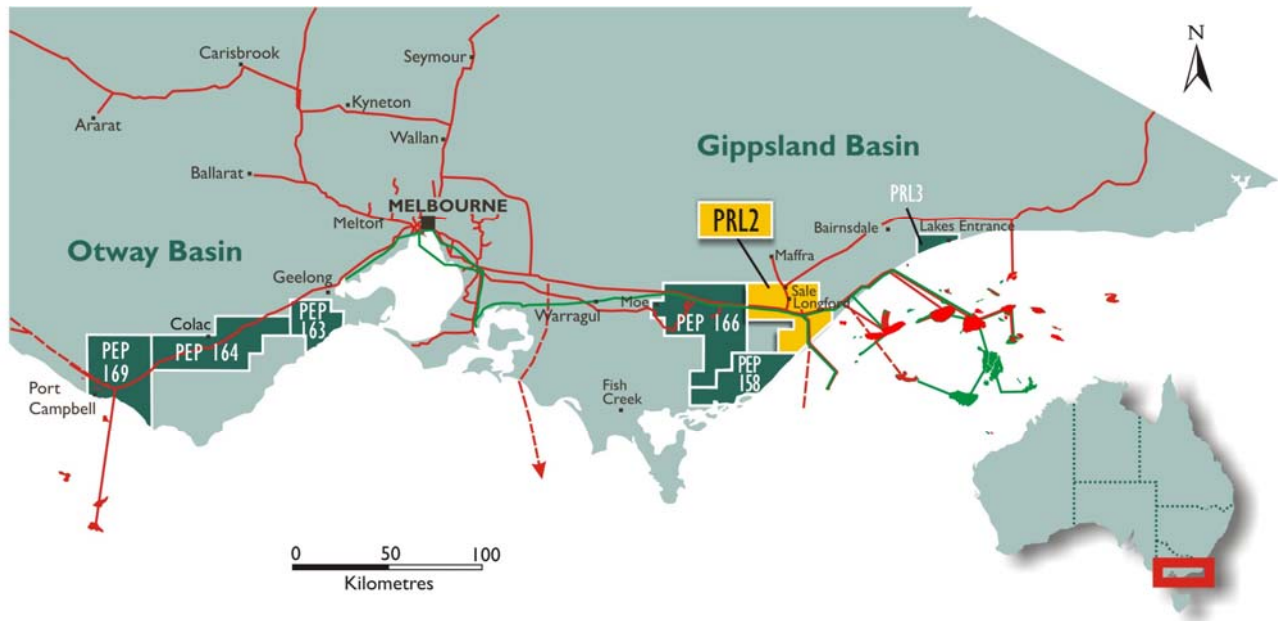 N
Carisbrook
Seymour
Kyneton
Ararat
Wallan
Gippsland Basin
Ballarat
PRL3
MELBOURNE
PRL2
Melton
Bairnsdale
Lakes Entrance
Otway Basin
Maffra
Geelong
Sale
Moe
Longford
Colac
PEP
163
Warragul
PEP 166
PEP 164
PEP
169
PEP
158
Port
Campbell
Fish
Creek
0 50 100
Kilometres